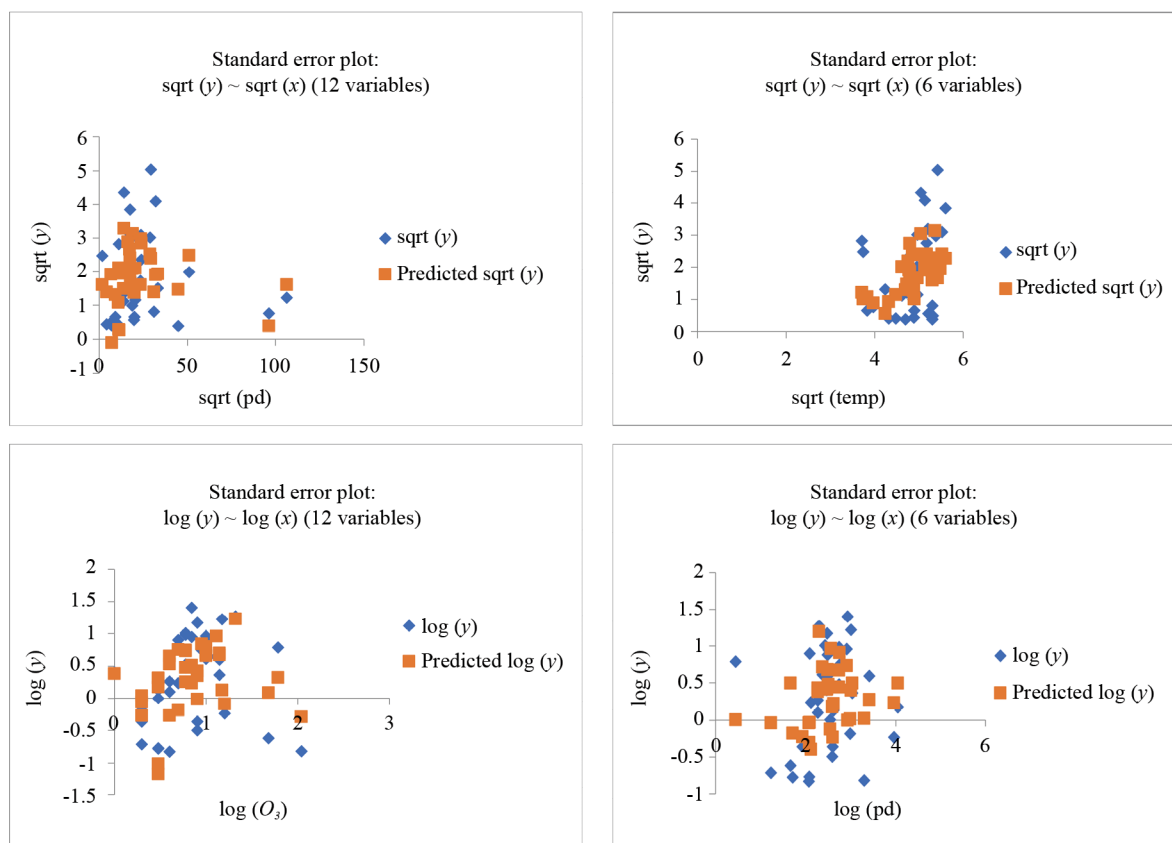 Standard error plot:
sqrt (y) ~ sqrt (x) (12 variables)
6
5
4
3
2
1
0
-1
0
50
100
150
sqrt (y)
sqrt (pd)
sqrt (y)
Predicted sqrt (y)
Standard error plot:
sqrt (y) ~ sqrt (x) (6 variables)
6
5
4
3
2
1
0
0
2
4
6
sqrt (y)
sqrt (temp)
sqrt (y)
Predicted sqrt (y)
Standard error plot:
log (y) ~ log (x) (12 variables)
2
1.5
1
0.5
0
-0.5
-1
-1.5
0
1
2
3
log (y)
log (O₃)
log (y)
Predicted log (y)
Standard error plot:
log (y) ~ log (x) (6 variables)
2
1.5
1
0.5
0
-0.5
-1
0
2
4
6
log (y)
log (pd)
log (y)
Predicted log (y)